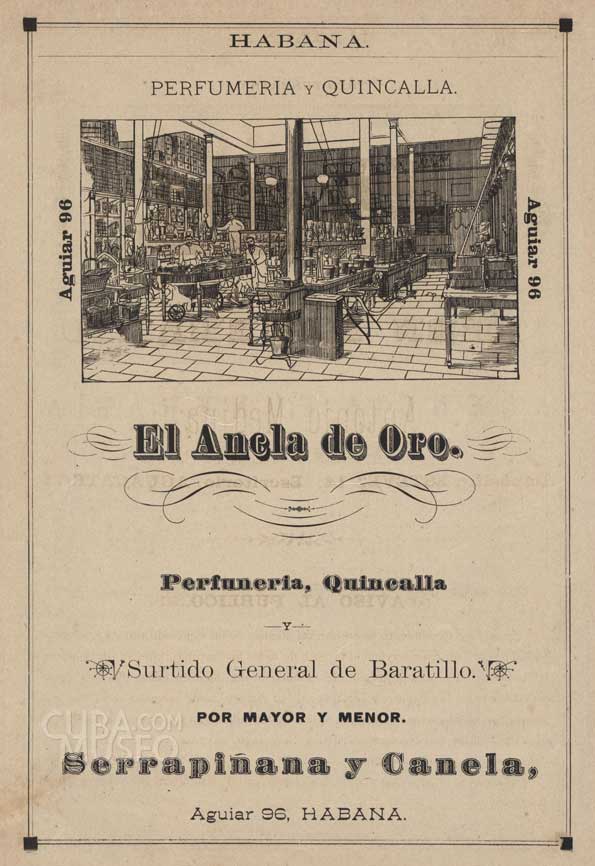 HABANA.
PERFUMERIA Y QUINCALLA.
Aguiar 96
Aguiar 96
El Ancla de Oro.
Perfuneria, Quincalla
Y
Surtido General de Baratillo.
POR MAYOR Y MENOR.
CUBA.COM
MUSEO
Serrapiñana y Canela,
Aguiar 96, HABANA.